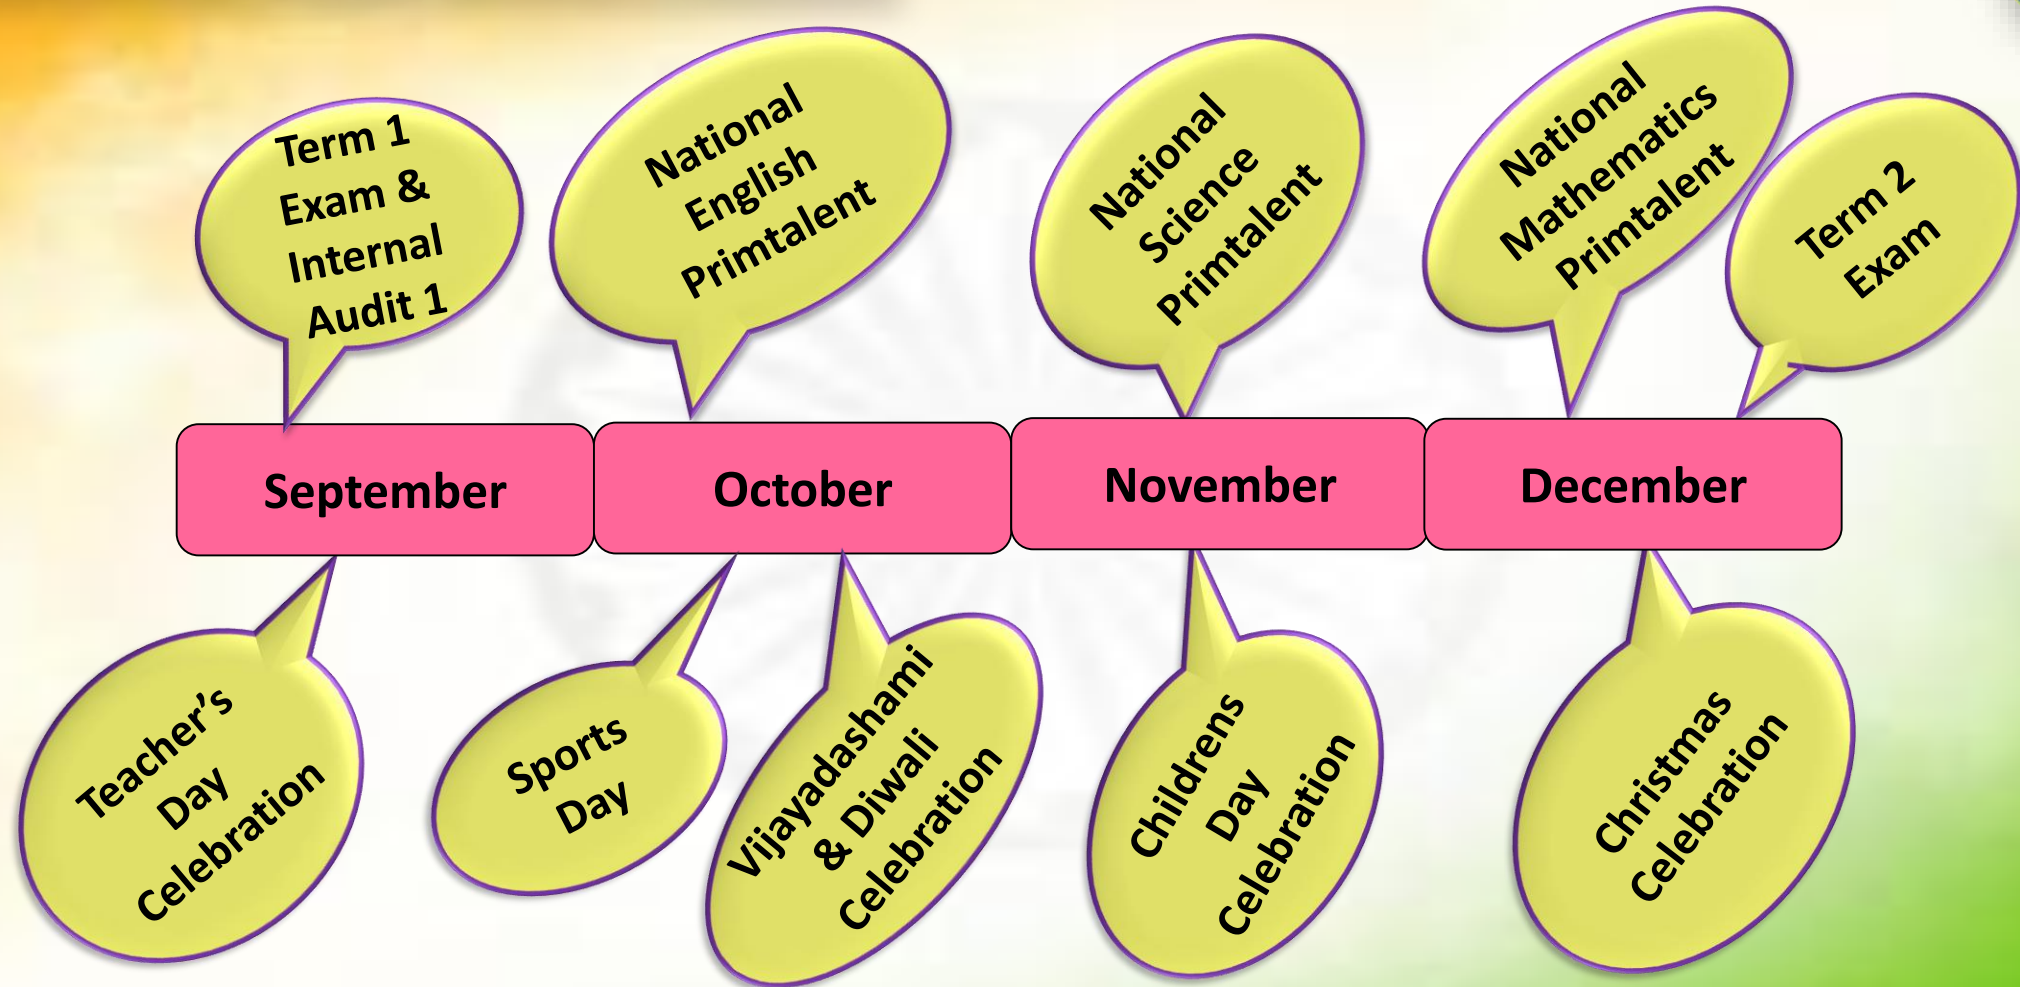 Term 1
Exam &
Internal
Audit 1
National
English
Primtalent
National
Science
Primtalent
National
Mathematics
Primtalent
Term 2
Exam
September
October
November
December
Teacher’s
Day
Celebration
Sports
Day
Vijayadashami
& Diwali
Celebration
Childrens
Day
Celebration
Christmas
Celebration